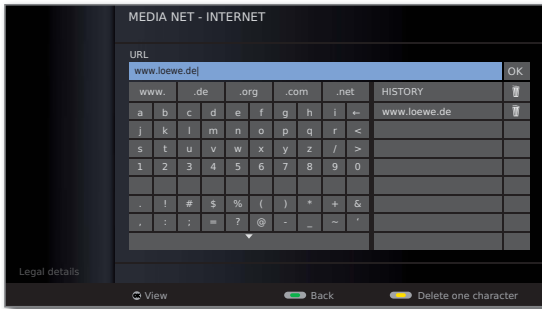 MEDIA NET - INTERNET
URL
www.loewe.de OK
www. .de .org .com .net HISTORY
a b c d e f g h i ← www.loewe.de
j k l m n o p q r <
s t u v w x y z / >
1 2 3 4 5 6 7 8 9 0
. ! # $ % ( ) * + &
, : ; = ? @ - _ ~ '
Legal details
OK View Back Delete one character